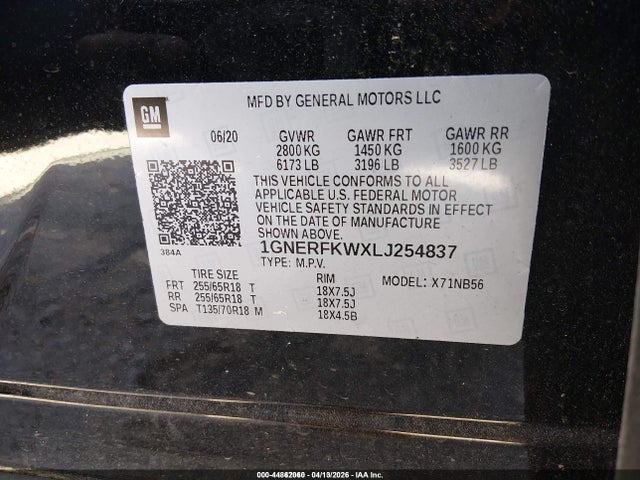 GM
MFD BY GENERAL MOTORS LLC
06/20 GVWR GAWR FRT GAWR RR
2800 KG 1450 KG 1600 KG
6173 LB 3196 LB 3527 LB
THIS VEHICLE CONFORMS TO ALL
APPLICABLE U.S. FEDERAL MOTOR
VEHICLE SAFETY STANDARDS IN EFFECT
ON THE DATE OF MANUFACTURE
SHOWN ABOVE.
384A
1GNERFKWXLJ254837
TYPE: M.P.V.
TIRE SIZE RIM MODEL: X71NB56
FRT 255/65R18 T 18X7.5J
RR 255/65R18 T 18X7.5J
SPA T135/70R18 M 18X4.5B
04/13/2026 - IAA Inc.